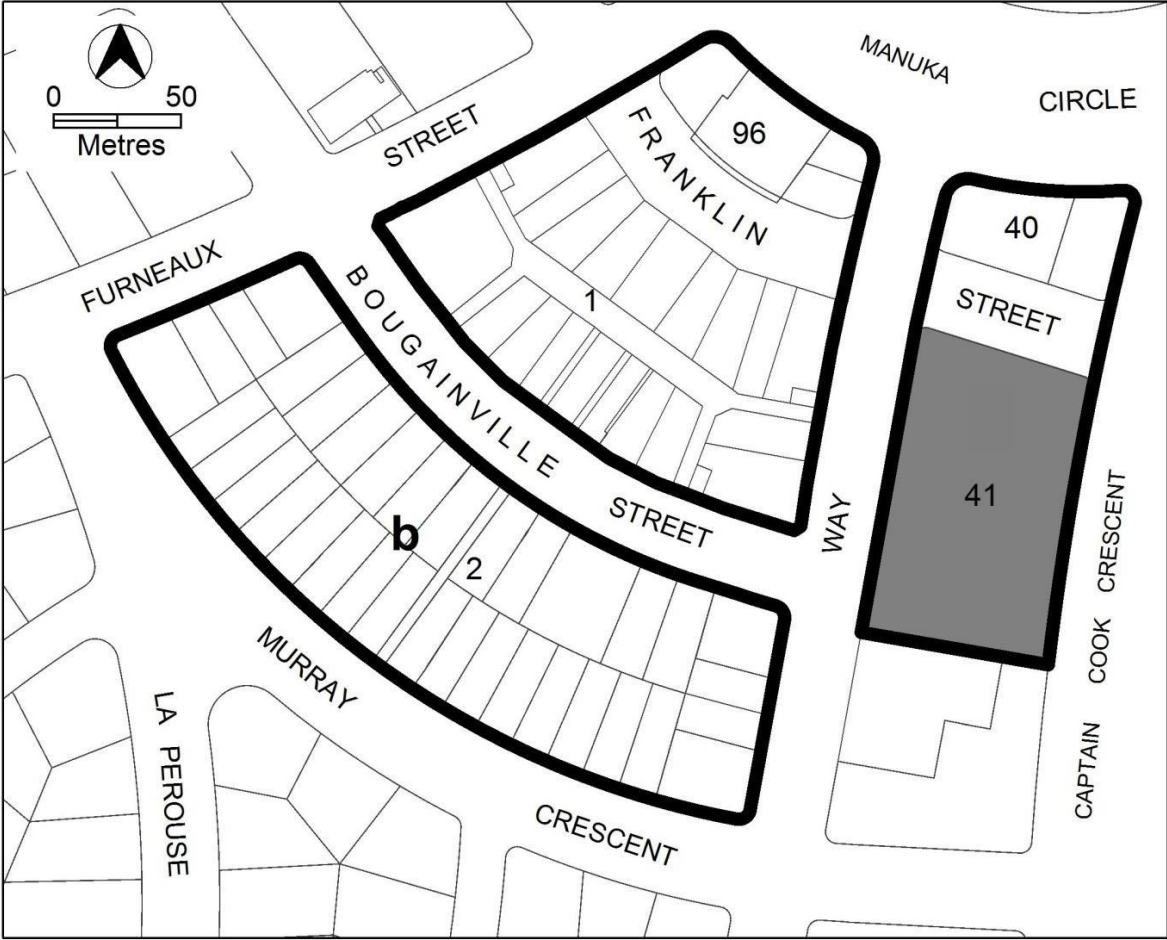 MANUKA
CIRCLE
0 50
Metres
STREET
FRANKLIN
96
FURNEAUX
BOUGAINVILLE
1
40
STREET
41
b
2
STREET
WAY
CRESCENT
COOK
CAPTAIN
MURRAY
CRESCENT
LA PEROUSE